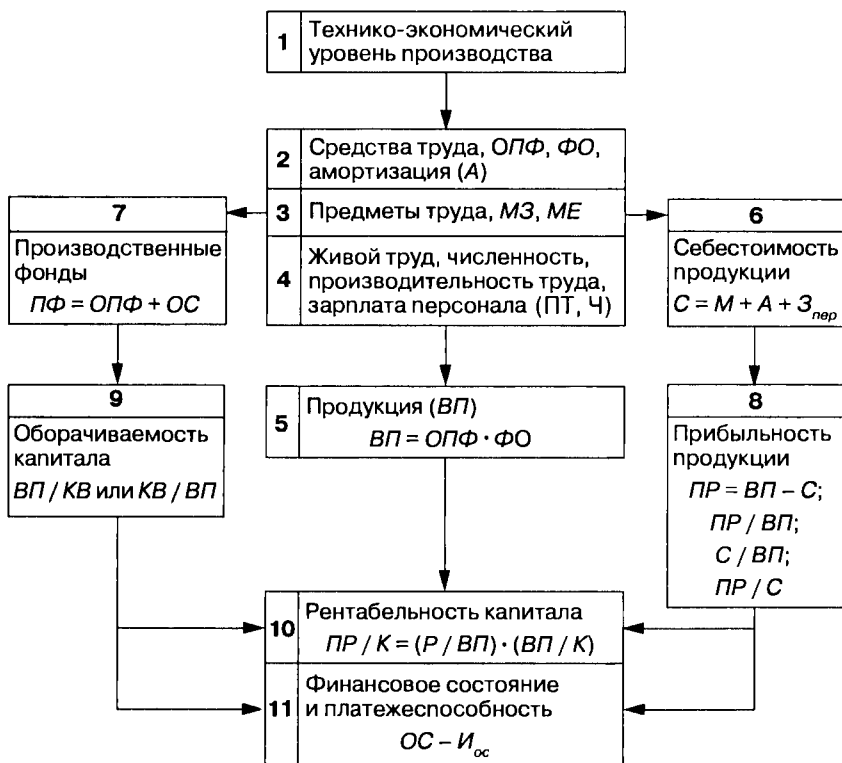 1
Технико-экономический
уровень производства
2
Средства труда, ОПФ, ФО,
амортизация (А)
3
Предметы труда, МЗ, МЕ
4
Живой труд, численность,
производительность труда,
зарплата персонала (ПТ, Ч)
7
Производственные
фонды
ПФ = ОПФ + ОС
6
Себестоимость
продукции
С = М + А + Зпер
9
Оборачиваемость
капитала
ВП / КВ или КВ / ВП
5
Продукция (ВП)
ВП = ОПФ · ФО
8
Прибыльность
продукции
ПР = ВП – С;
ПР / ВП;
С / ВП;
ПР / С
10
Рентабельность капитала
ПР / К = (Р / ВП) · (ВП / К)
11
Финансовое состояние
и платежеспособность
ОС – Иос